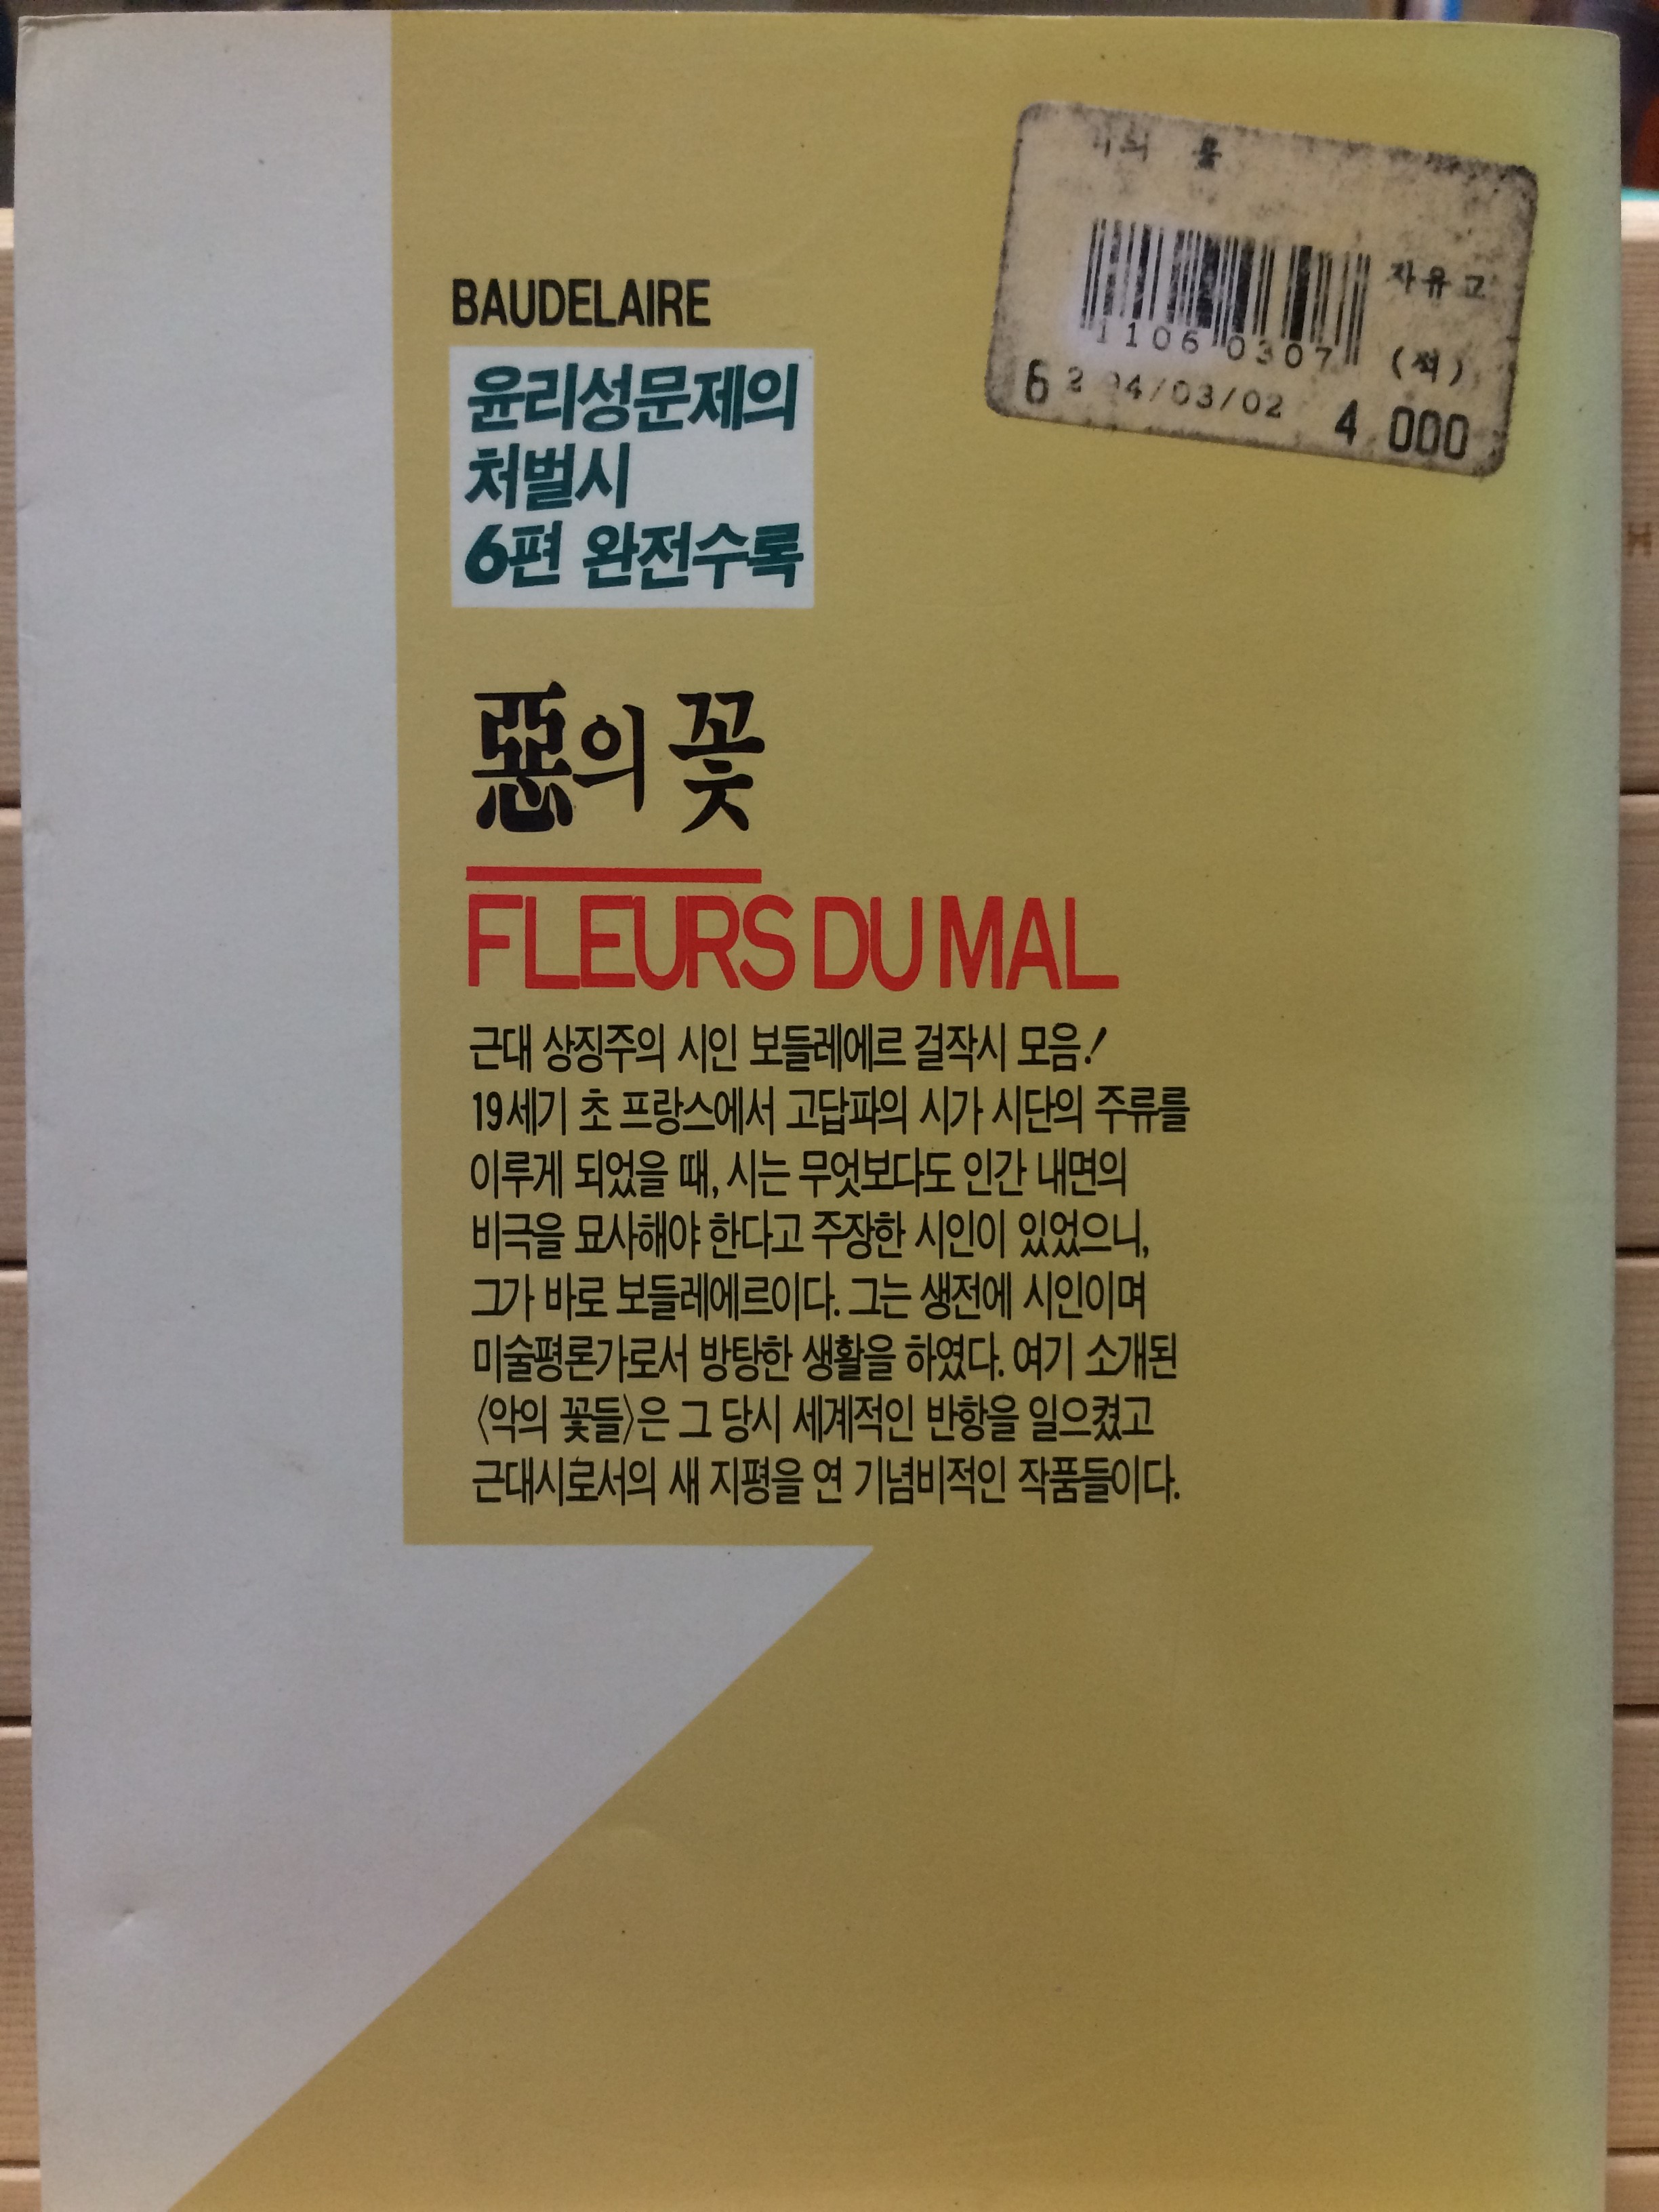 자유고
1106 0307
(적)
4/03/02
4 000
BAUDELAIRE
윤리성문제의
처벌시
6편 완전수록
惡의 꽃
FLEURS DU MAL
근대 상징주의 시인 보들레에르 걸작시 모음!
19세기 초 프랑스에서 고답파의 시가 시단의 주류를
이루게 되었을 때, 시는 무엇보다도 인간 내면의
비극을 묘사해야 한다고 주장한 시인이 있었으니,
그가 바로 보들레에르이다. 그는 생전에 시인이며
미술평론가로서 방탕한 생활을 하였다. 여기 소개된
〈악의 꽃들〉은 그 당시 세계적인 반향을 일으켰고
근대시로서의 새 지평을 연 기념비적인 작품들이다.